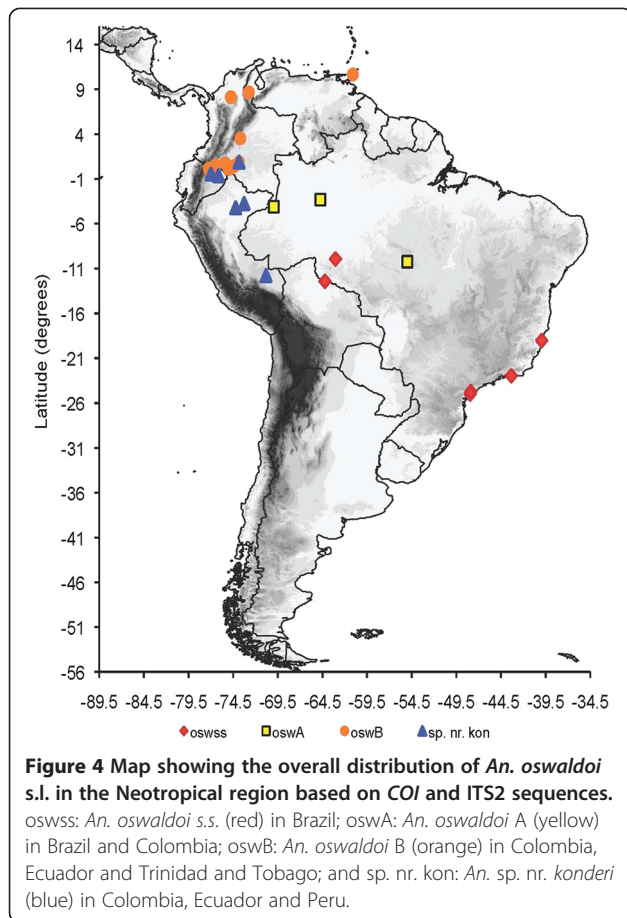 14
9
4
-1
-6
-11
-16
-21
-26
-31
-36
-41
-46
-51
-56
Latitude (degrees)
-89.5 -84.5 -79.5 -74.5 -69.5 -64.5 -59.5 -54.5 -49.5 -44.5 -39.5 -34.5
oswss oswA oswB sp. nr. kon
Figure 4 Map showing the overall distribution of An. oswaldoi
s.l. in the Neotropical region based on COI and ITS2 sequences.
oswss: An. oswaldoi s.s. (red) in Brazil; oswA: An. oswaldoi A (yellow)
in Brazil and Colombia; oswB: An. oswaldoi B (orange) in Colombia,
Ecuador and Trinidad and Tobago; and sp. nr. kon: An. sp. nr. konderi
(blue) in Colombia, Ecuador and Peru.